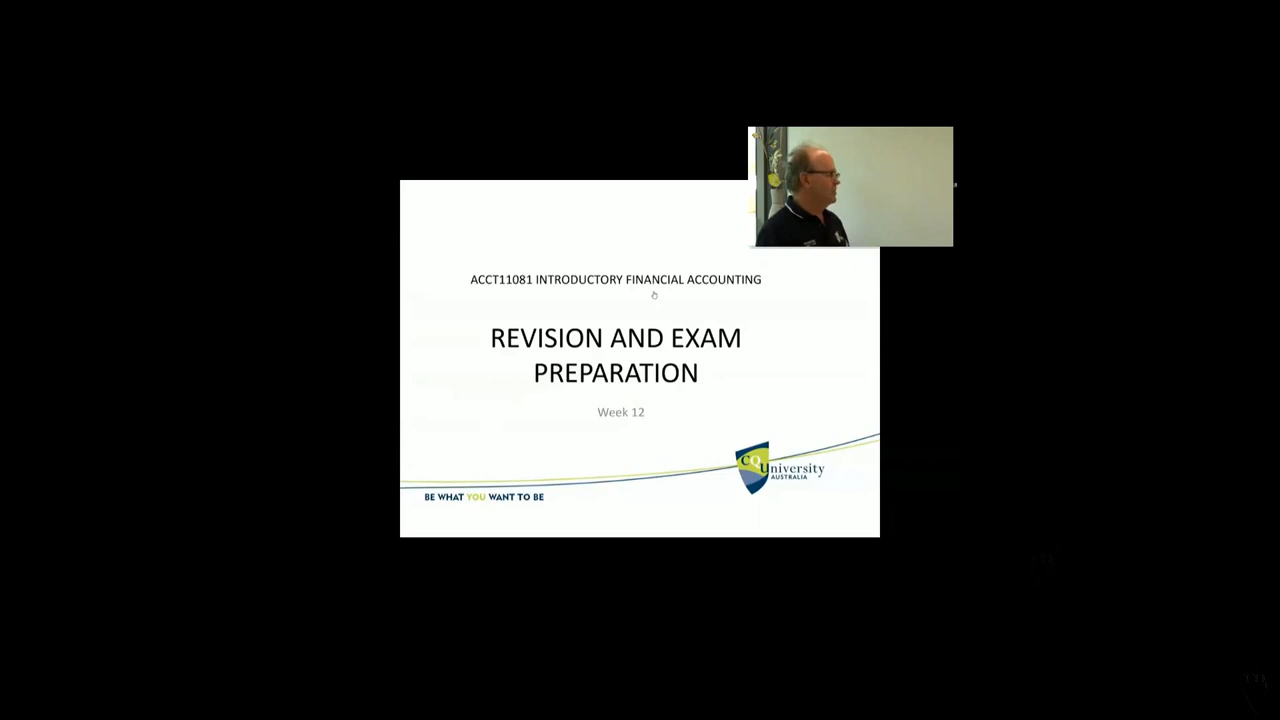 ACCT11081 INTRODUCTORY FINANCIAL ACCOUNTING
REVISION AND EXAM
PREPARATION
Week 12
CQUniversity
AUSTRALIA
BE WHAT YOU WANT TO BE